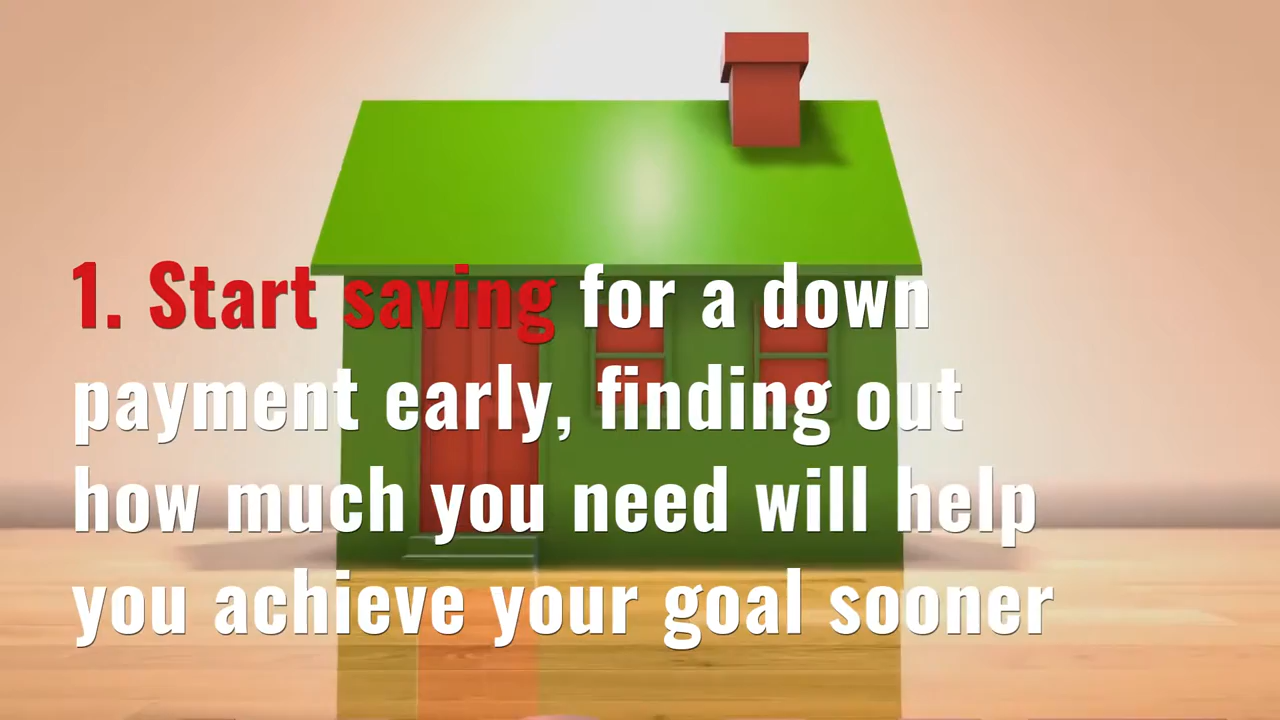 1. Start saving for a down
payment early, finding out
how much you need will help
you achieve your goal sooner